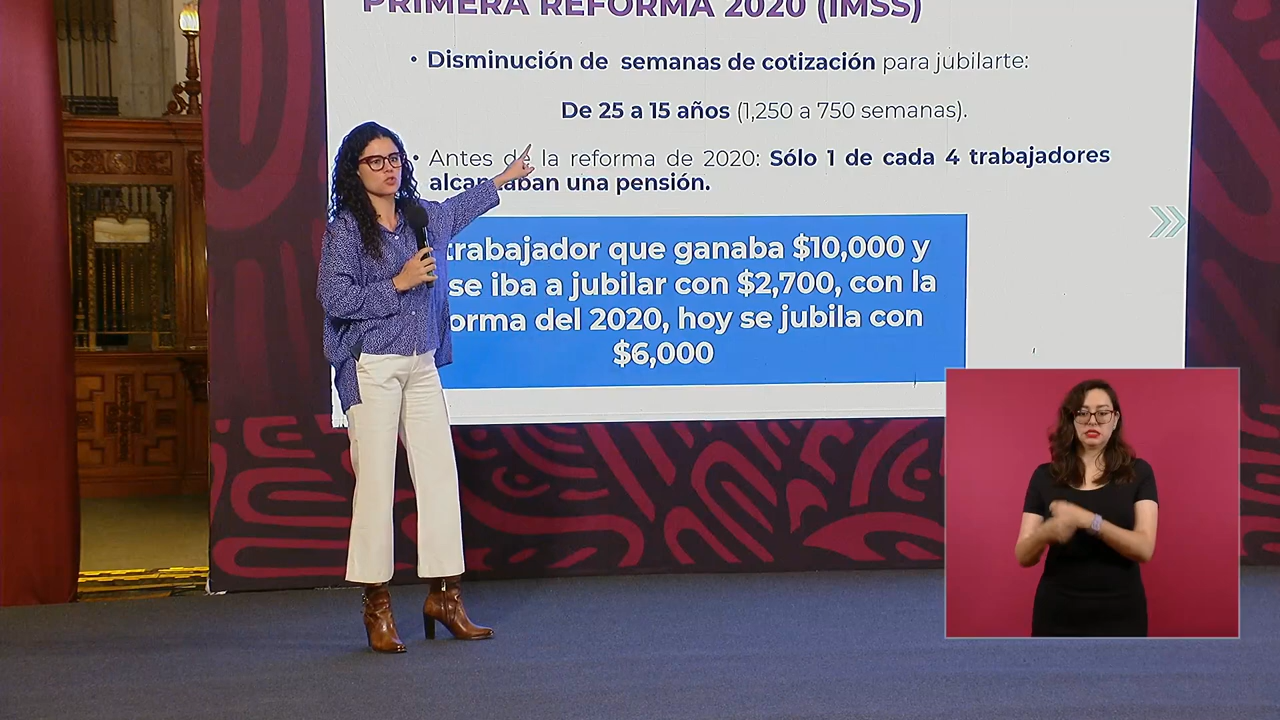 PRIMERA REFORMA 2020 (IMSS)
• Disminución de semanas de cotización para jubilarte:
De 25 a 15 años (1,250 a 750 semanas).
• Antes de la reforma de 2020: Sólo 1 de cada 4 trabajadores
una pensión.
trabajador que ganaba $10,000 y
se iba a jubilar con $2,700, con la
del 2020, hoy se jubila con
$6,000